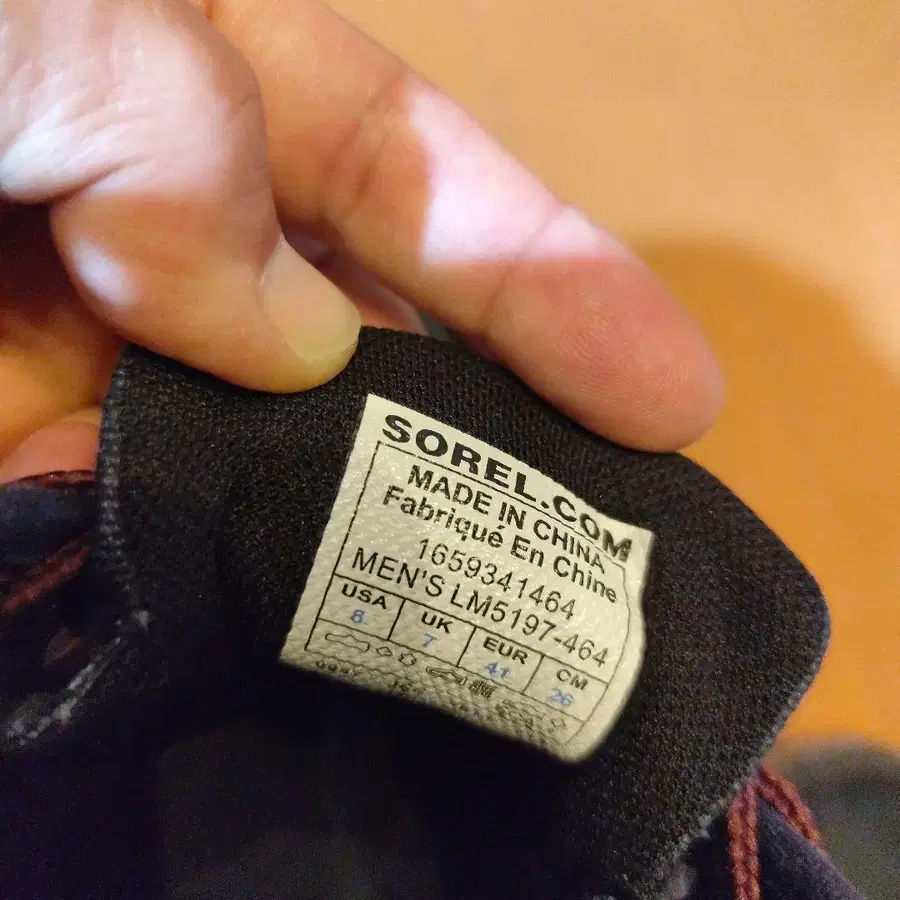 SOREL.COM
MADE IN CHINA
Fabriqué En Chine
1659341464
MEN'S LM5197-464
USA UK EUR CM
8 7 41 26